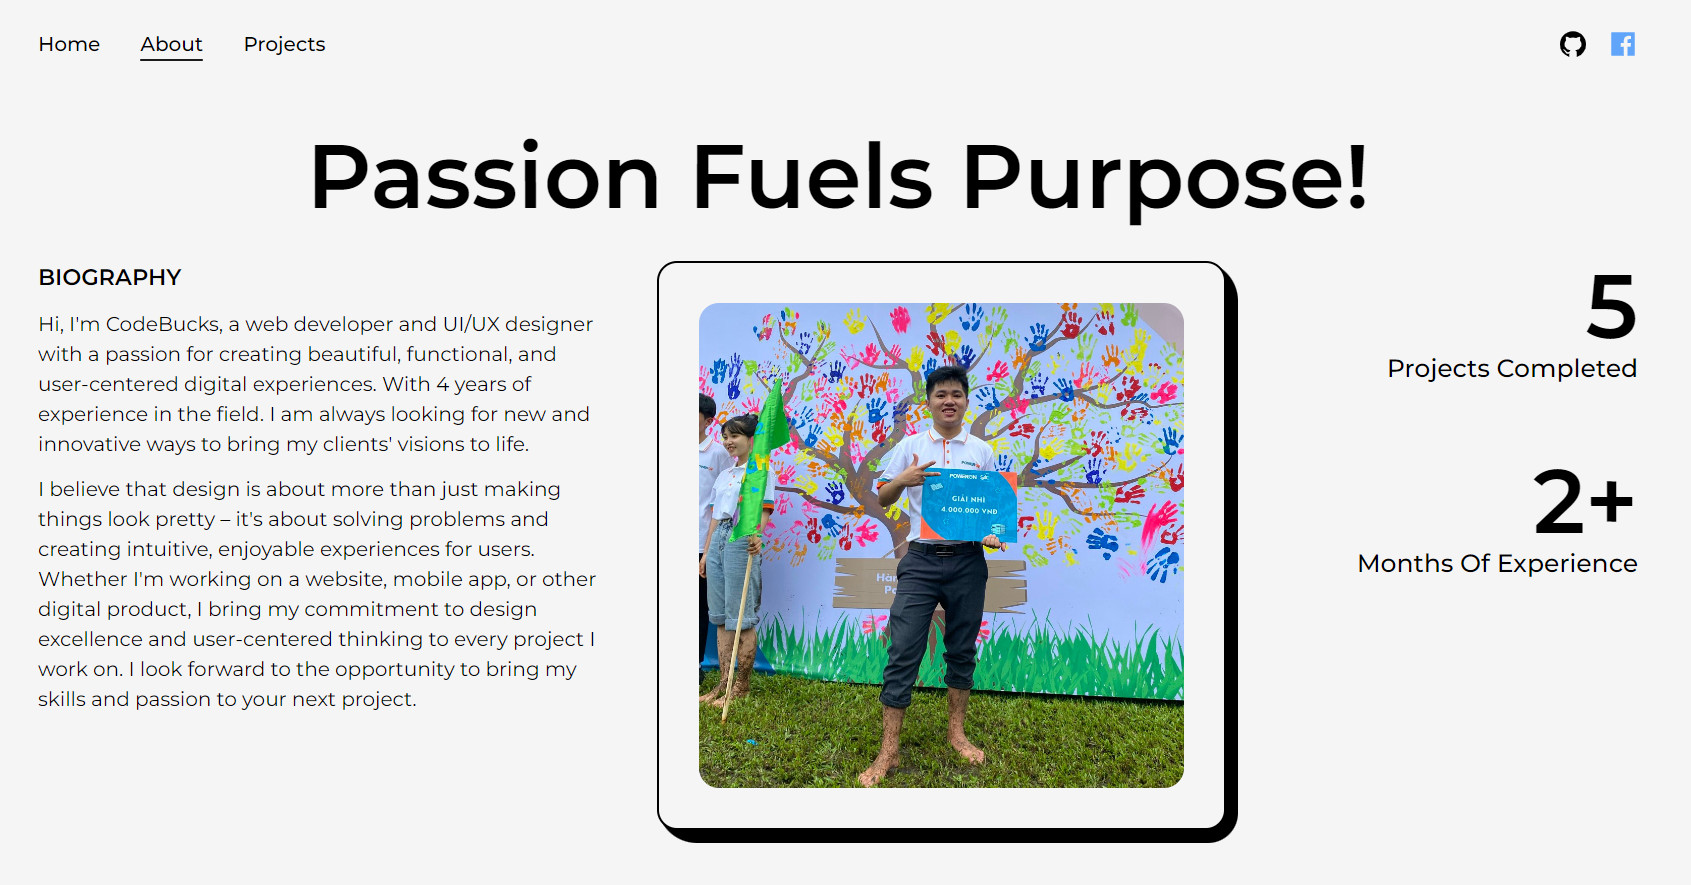 Home About Projects
Passion Fuels Purpose!
BIOGRAPHY
Hi, I'm CodeBucks, a web developer and UI/UX designer
with a passion for creating beautiful, functional, and
user-centered digital experiences. With 4 years of
experience in the field. I am always looking for new and
innovative ways to bring my clients' visions to life.
I believe that design is about more than just making
things look pretty – it's about solving problems and
creating intuitive, enjoyable experiences for users.
Whether I'm working on a website, mobile app, or other
digital product, I bring my commitment to design
excellence and user-centered thinking to every project I
work on. I look forward to the opportunity to bring my
skills and passion to your next project.
GIẢI NHÌ
4.000.000 VNĐ
5
Projects Completed
2+
Months Of Experience